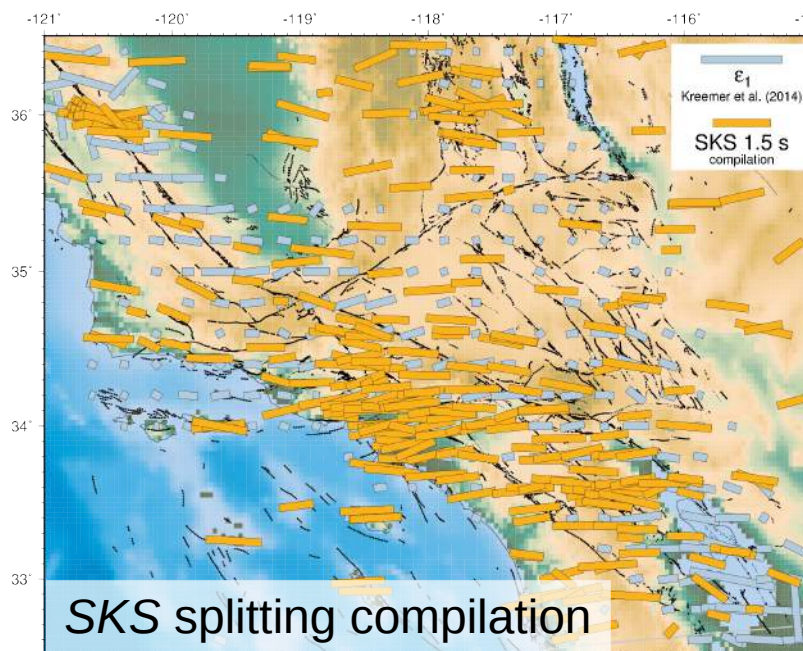 -121° -120° -119° -118° -117° -116°
36°
35°
34°
33°
ε1
Kreemer et al. (2014)
SKS 1.5 s
compilation
SKS splitting compilation